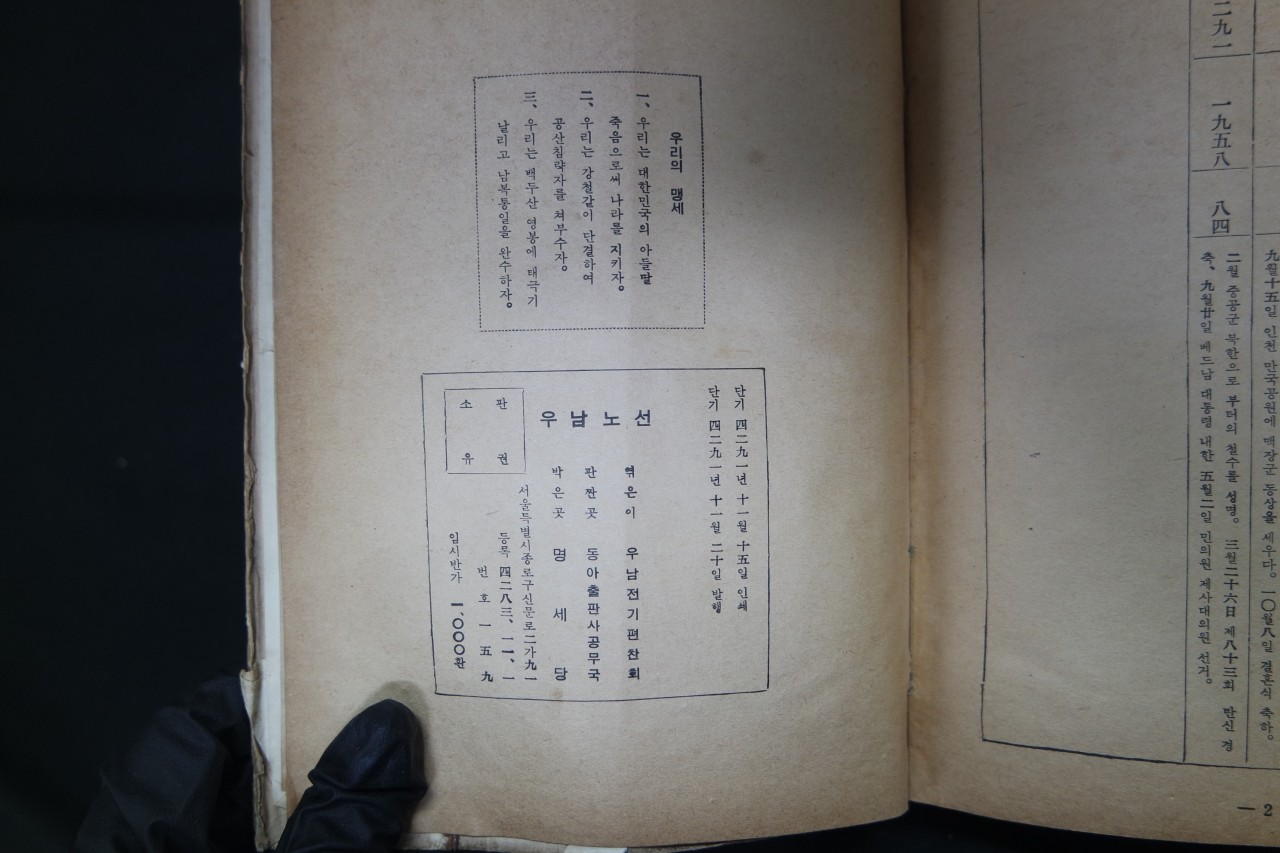 九월十五일 인천 만국공원에 맥장군 동상을 세우다。一〇월八일 결혼식 축하。
二九一
一九五八
八四
二월 중공군 북한으로 부터의 철수를 성명。 三월二十六日 제八十三회 탄신 경
축、九월廿일 베드남 대통령 내한 五월二일 민의원 제사대의원 선거。
— 2
우리의 맹세
一、우리는 대한민국의 아들딸
죽음으로써 나라를 지키자。
二、우리는 강철같이 단결하여
공산침략자를 쳐부수자。
三、우리는 백두산 영봉에 태극기
날리고 남북통일을 완수하자。
단기 四二九一년 十一월 十五일 인쇄
단기 四二九一년 十一월 二十일 발행
우남노선
엮은이 우남전기편찬회
판짠곳 동아출판사공무국
박은곳 명세당
판권
소유
서울특별시종로구신문로二가九一
등록 四二八三、一一、一
번호 一五九
임시반가 一,〇〇〇환